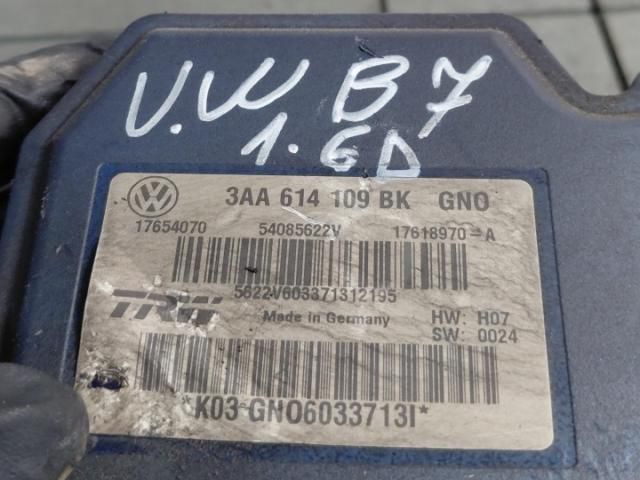 V.W B7
1.6D
3AA 614 109 BK GNO
17654070 54085622V 17618970-A
5622V603371312195
TRW Made in Germany HW: H07
SW: 0024
*K03-GNO6033713I*